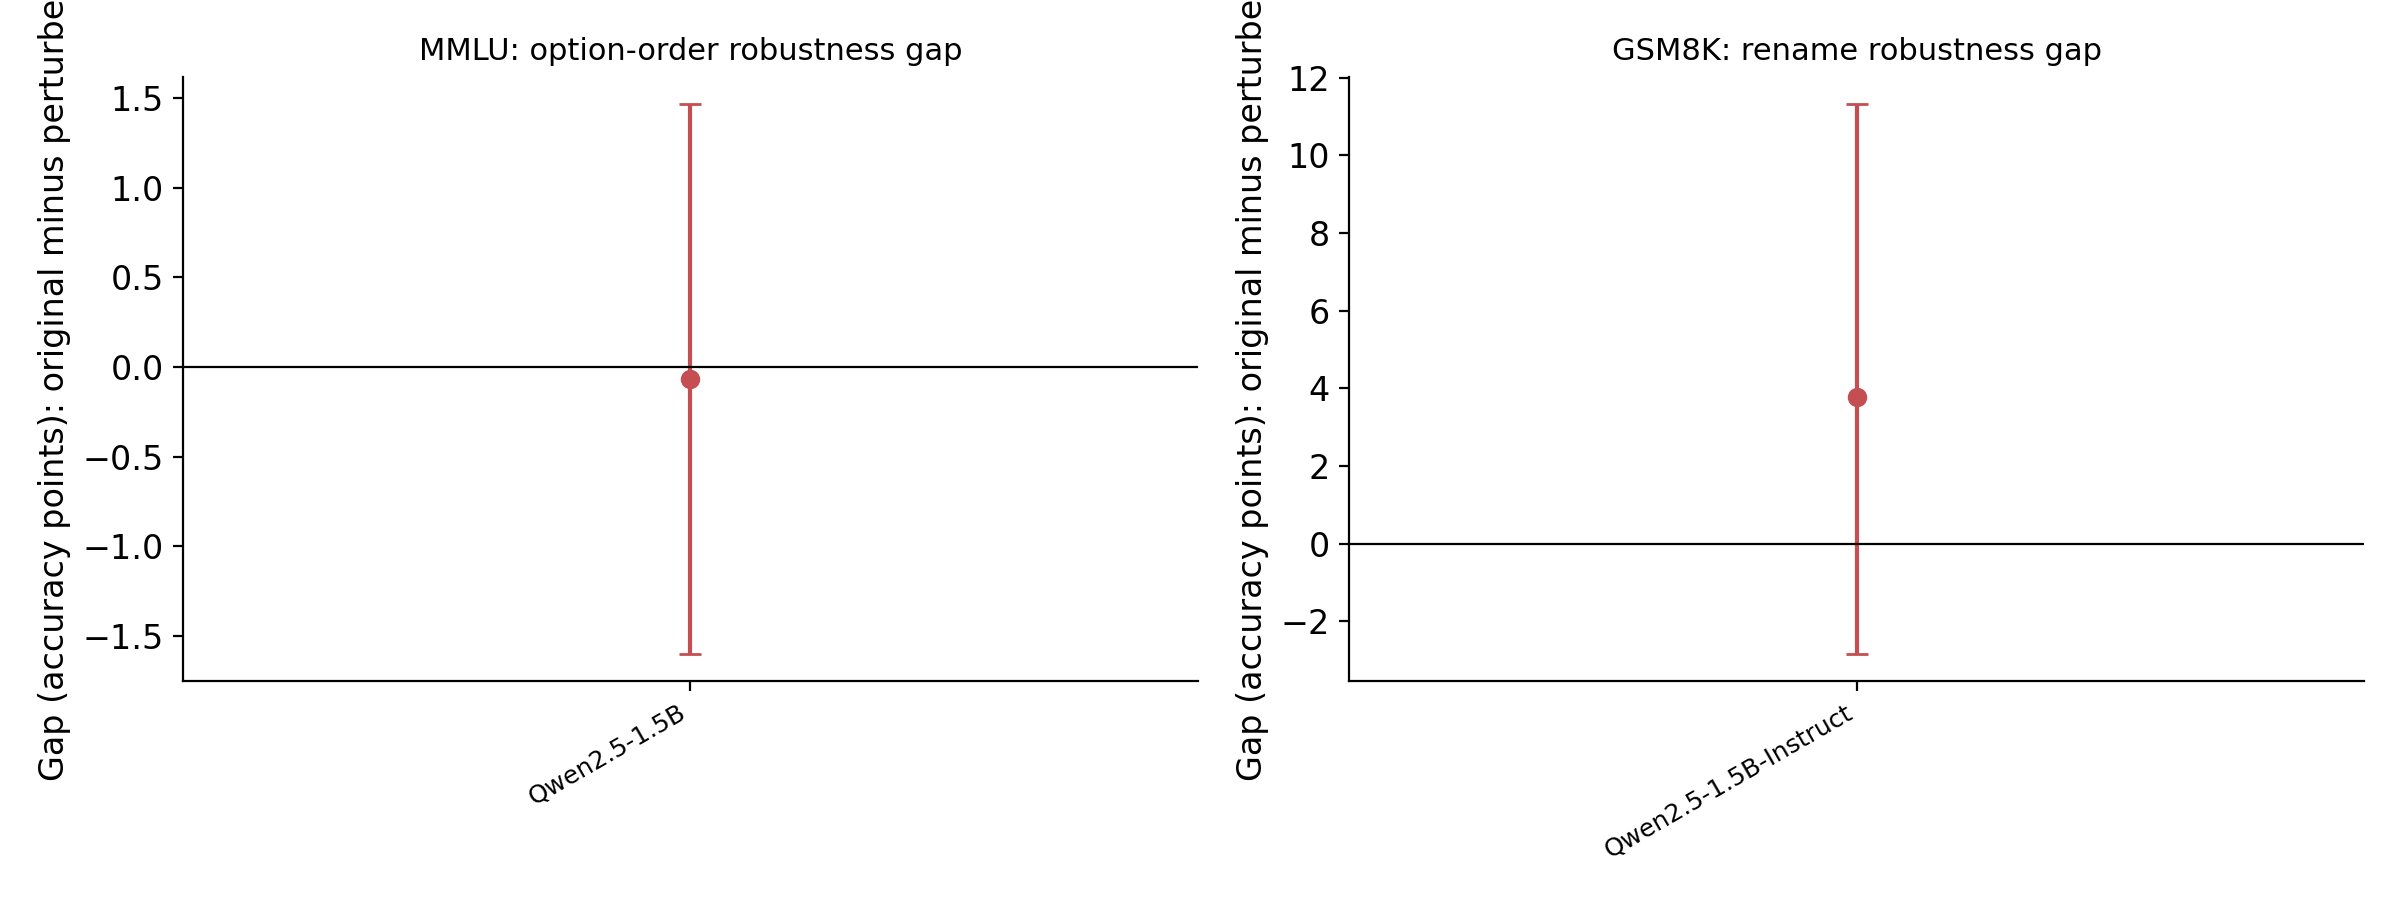 MMLU: option-order robustness gap
Gap (accuracy points): original minus perturbe
1.5
1.0
0.5
0.0
−0.5
−1.0
−1.5
Qwen2.5-1.5B
GSM8K: rename robustness gap
Gap (accuracy points): original minus perturbe
12
10
8
6
4
2
0
−2
Qwen2.5-1.5B-Instruct